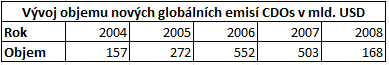 Vývoj objemu nových globálních emisí CDOs v mld. USD
Rok 2004 2005 2006 2007 2008
Objem 157 272 552 503 168